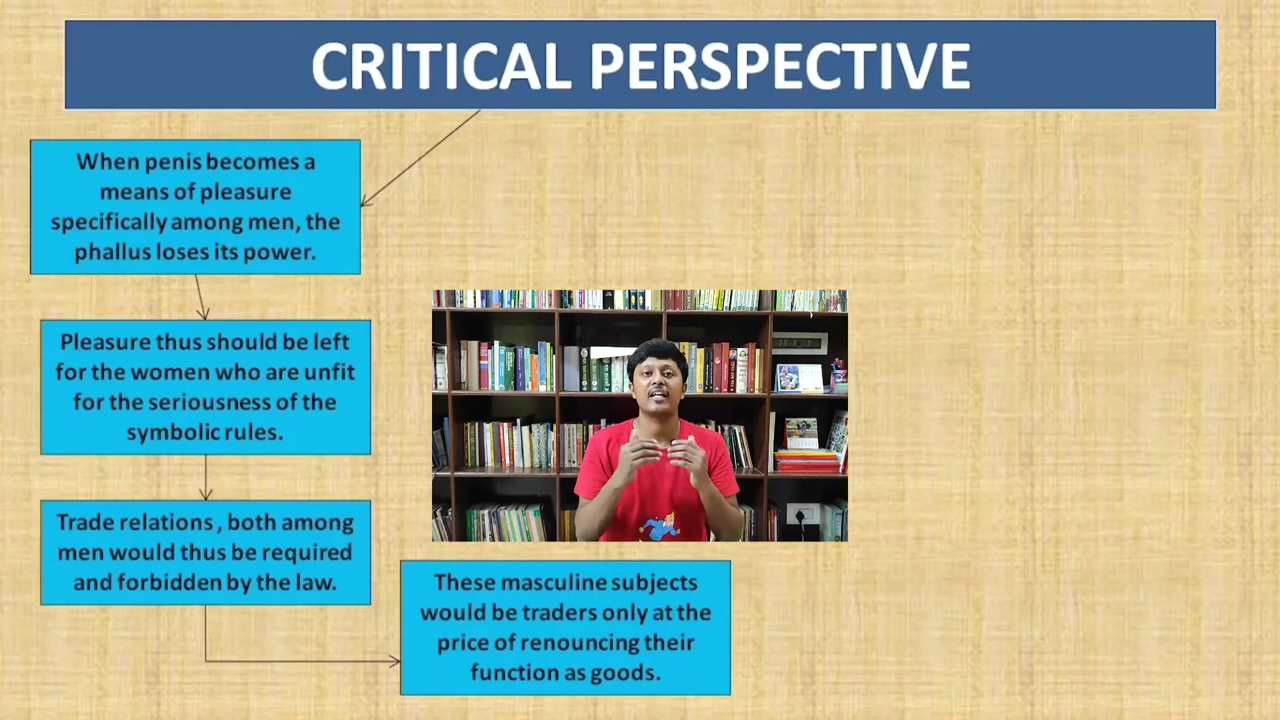 CRITICAL PERSPECTIVE
When penis becomes a
means of pleasure
specifically among men, the
phallus loses its power.
Pleasure thus should be left
for the women who are unfit
for the seriousness of the
symbolic rules.
Trade relations , both among
men would thus be required
and forbidden by the law.
These masculine subjects
would be traders only at the
price of renouncing their
function as goods.